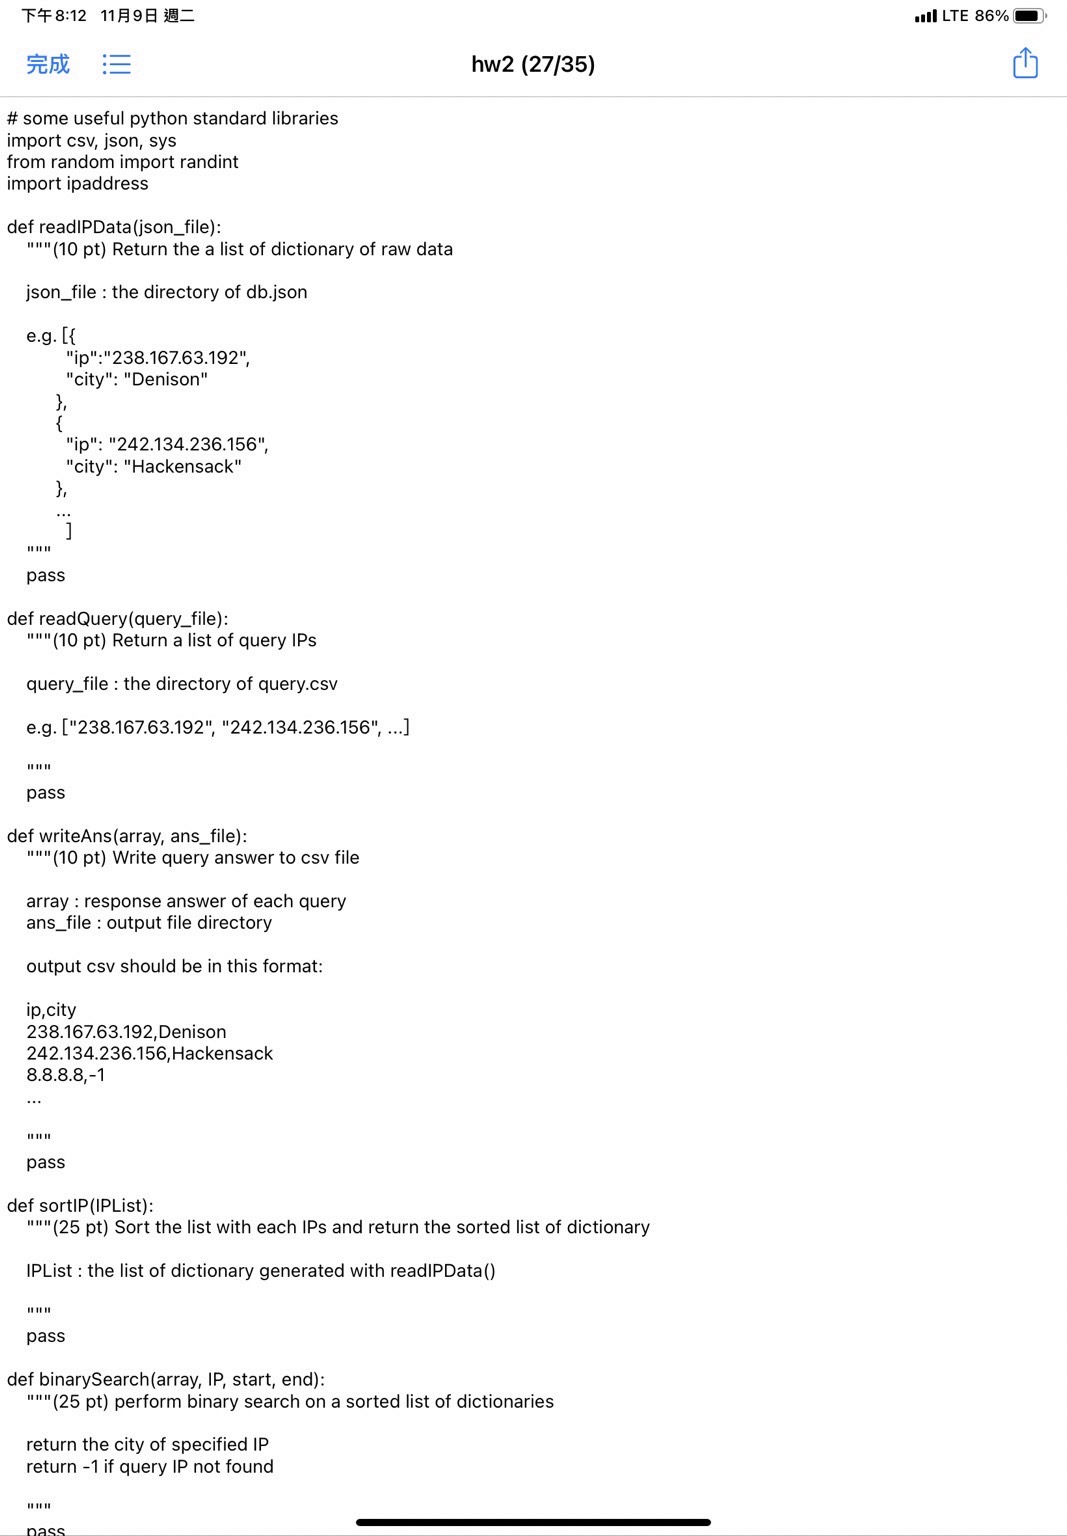 下午8:12 11月9日 週二
LTE 86%
完成
hw2 (27/35)
# some useful python standard libraries
import csv, json, sys
from random import randint
import ipaddress
def readIPData(json_file):
"""(10 pt) Return the a list of dictionary of raw data
json_file : the directory of db.json
e.g. [{
"ip":"238.167.63.192",
"city": "Denison"
},
{
"ip": "242.134.236.156",
"city": "Hackensack"
},
...
]
"""
pass
def readQuery(query_file):
"""(10 pt) Return a list of query IPs
query_file : the directory of query.csv
e.g. ["238.167.63.192", "242.134.236.156", ...]
"""
pass
def writeAns(array, ans_file):
"""(10 pt) Write query answer to csv file
array : response answer of each query
ans_file : output file directory
output csv should be in this format:
ip,city
238.167.63.192,Denison
242.134.236.156,Hackensack
8.8.8.8,-1
...
"""
pass
def sortIP(IPList):
"""(25 pt) Sort the list with each IPs and return the sorted list of dictionary
IPList : the list of dictionary generated with readIPData()
"""
pass
def binarySearch(array, IP, start, end):
"""(25 pt) perform binary search on a sorted list of dictionaries
return the city of specified IP
return -1 if query IP not found
"""
pass